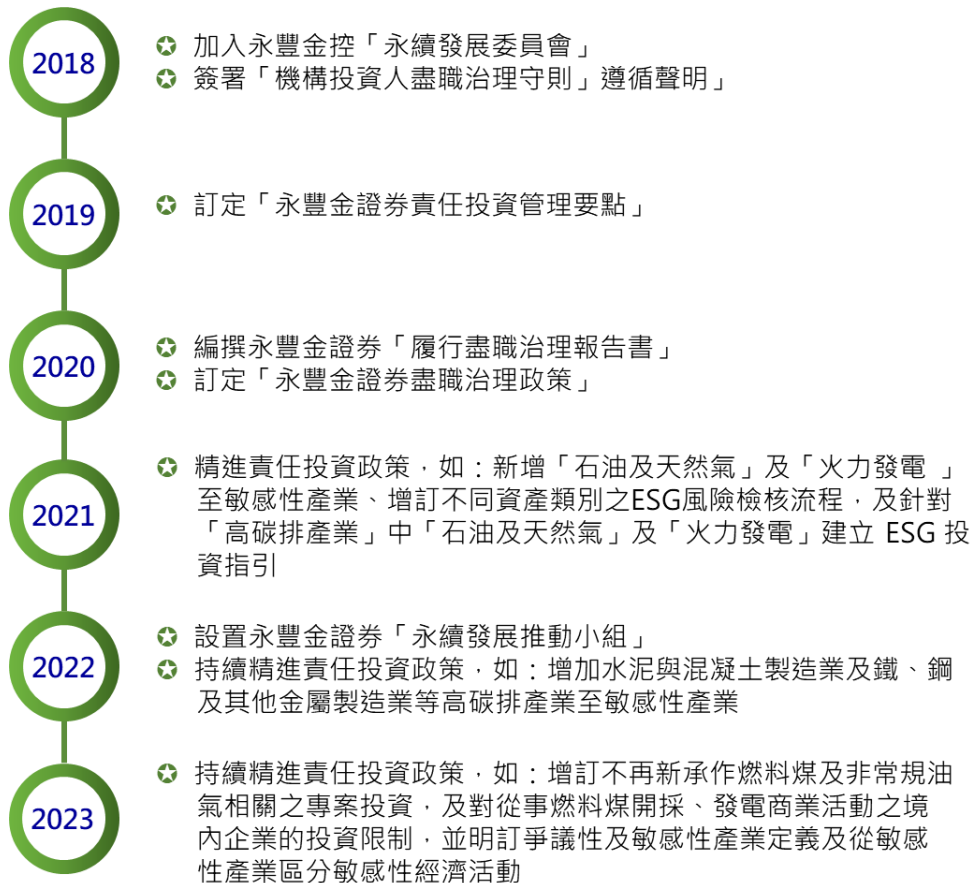 2018
✪ 加入永豐金控「永續發展委員會」
✪ 簽署「機構投資人盡職治理守則」遵循聲明」
2019
✪ 訂定「永豐金證券責任投資管理要點」
2020
✪ 編撰永豐金證券「履行盡職治理報告書」
✪ 訂定「永豐金證券盡職治理政策」
2021
✪ 精進責任投資政策，如：新增「石油及天然氣」及「火力發電 」
至敏感性產業、增訂不同資產類別之ESG風險檢核流程，及針對
「高碳排產業」中「石油及天然氣」及「火力發電」建立 ESG 投
資指引
2022
✪ 設置永豐金證券「永續發展推動小組」
✪ 持續精進責任投資政策，如：增加水泥與混凝土製造業及鐵、鋼
及其他金屬製造業等高碳排產業至敏感性產業
2023
✪ 持續精進責任投資政策，如：增訂不再新承作燃料煤及非常規油
氣相關之專案投資，及對從事燃料煤開採、發電商業活動之境
內企業的投資限制，並明訂爭議性及敏感性產業定義及從敏感
性產業區分敏感性經濟活動